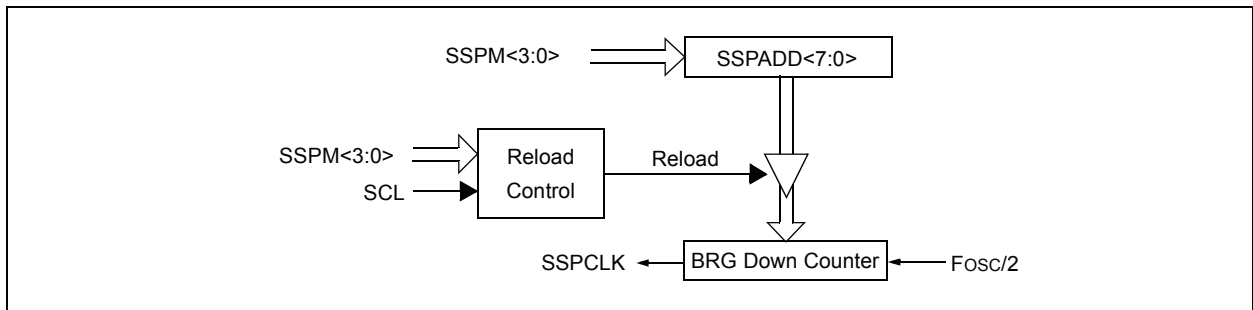 SSPM<3:0>
SSPADD<7:0>
SSPM<3:0>
SCL
Reload
Control
Reload
SSPCLK
BRG Down Counter
FOSC/2